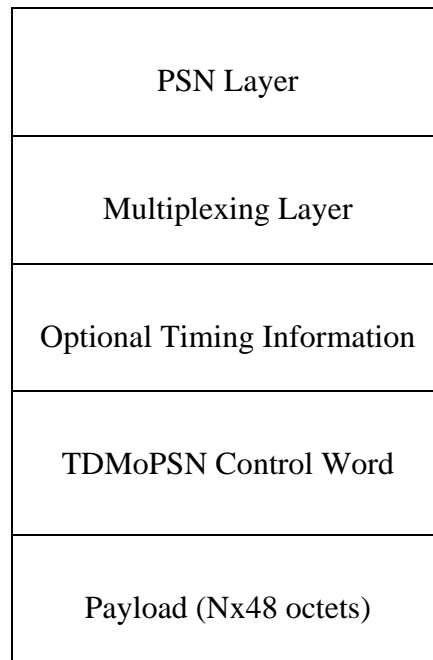 PSN Layer
Multiplexing Layer
Optional Timing Information
TDMoPSN Control Word
Payload (Nx48 octets)